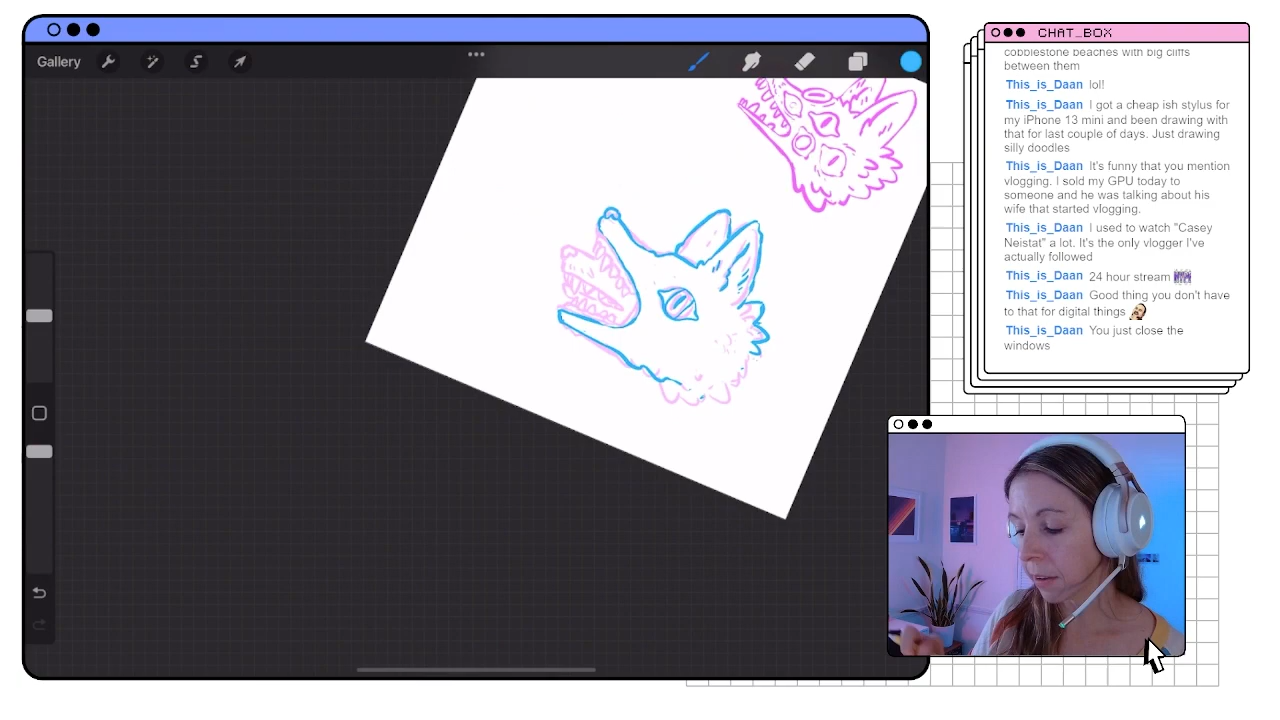 Gallery
CHAT_BOX
cobblestone beaches with big cliffs
between them
This_is_Daan lol!
This_is_Daan I got a cheap ish stylus for
my iPhone 13 mini and been drawing with
that for last couple of days. Just drawing
silly doodles
This_is_Daan It's funny that you mention
vlogging. I sold my GPU today to
someone and he was talking about his
wife that started vlogging.
This_is_Daan I used to watch "Casey
Neistat" a lot. It's the only vlogger I've
actually followed
This_is_Daan 24 hour stream
This_is_Daan Good thing you don't have
to that for digital things
This_is_Daan You just close the
windows